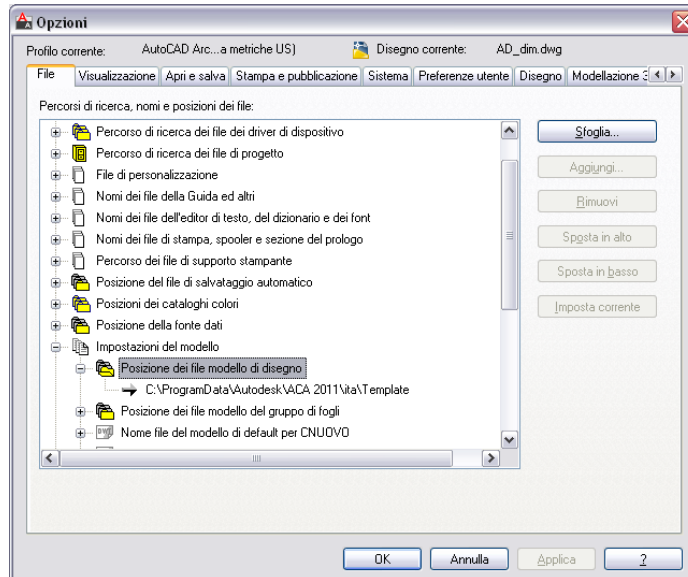 Opzioni
Profilo corrente: AutoCAD Arc...a metriche US) Disegno corrente: AD_dim.dwg
File Visualizzazione Apri e salva Stampa e pubblicazione Sistema Preferenze utente Disegno Modellazione
Percorsi di ricerca, nomi e posizioni dei file:
Percorso di ricerca dei file dei driver di dispositivo
Percorso di ricerca dei file di progetto
File di personalizzazione
Nomi dei file della Guida ed altri
Nomi dei file dell'editor di testo, del dizionario e dei font
Nomi dei file di stampa, spooler e sezione del prologo
Percorso dei file di supporto stampante
Posizione del file di salvataggio automatico
Posizioni dei cataloghi colori
Posizione della fonte dati
Impostazioni del modello
Posizione dei file modello di disegno
C:\ProgramData\Autodesk\ACA 2011\ita\Template
Posizione dei file modello del gruppo di fogli
Nome file del modello di default per CNUOVO
Sfoglia...
Aggiungi...
Rimuovi
Sposta in alto
Sposta in basso
Imposta corrente
OK Annulla Applica ?